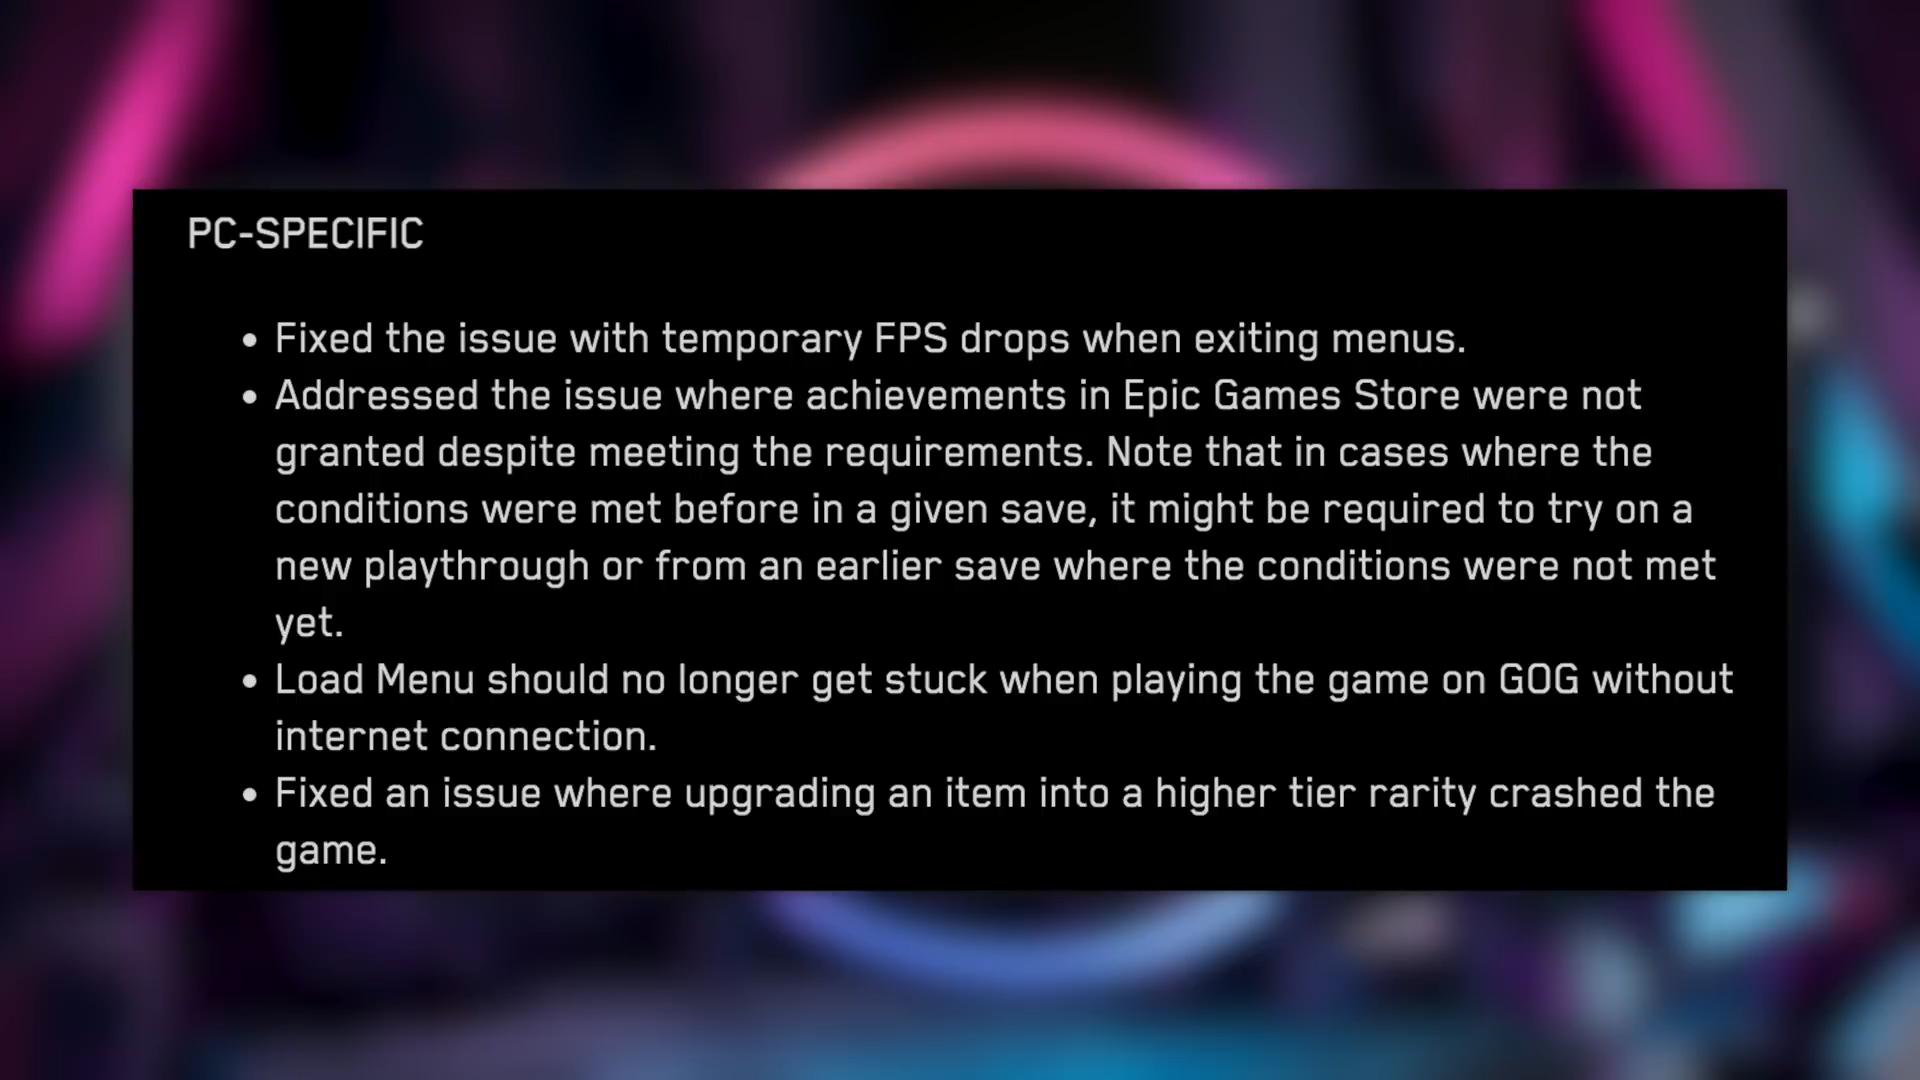 PC-SPECIFIC
• Fixed the issue with temporary FPS drops when exiting menus.
• Addressed the issue where achievements in Epic Games Store were not
granted despite meeting the requirements. Note that in cases where the
conditions were met before in a given save, it might be required to try on a
new playthrough or from an earlier save where the conditions were not met
yet.
• Load Menu should no longer get stuck when playing the game on GOG without
internet connection.
• Fixed an issue where upgrading an item into a higher tier rarity crashed the
game.